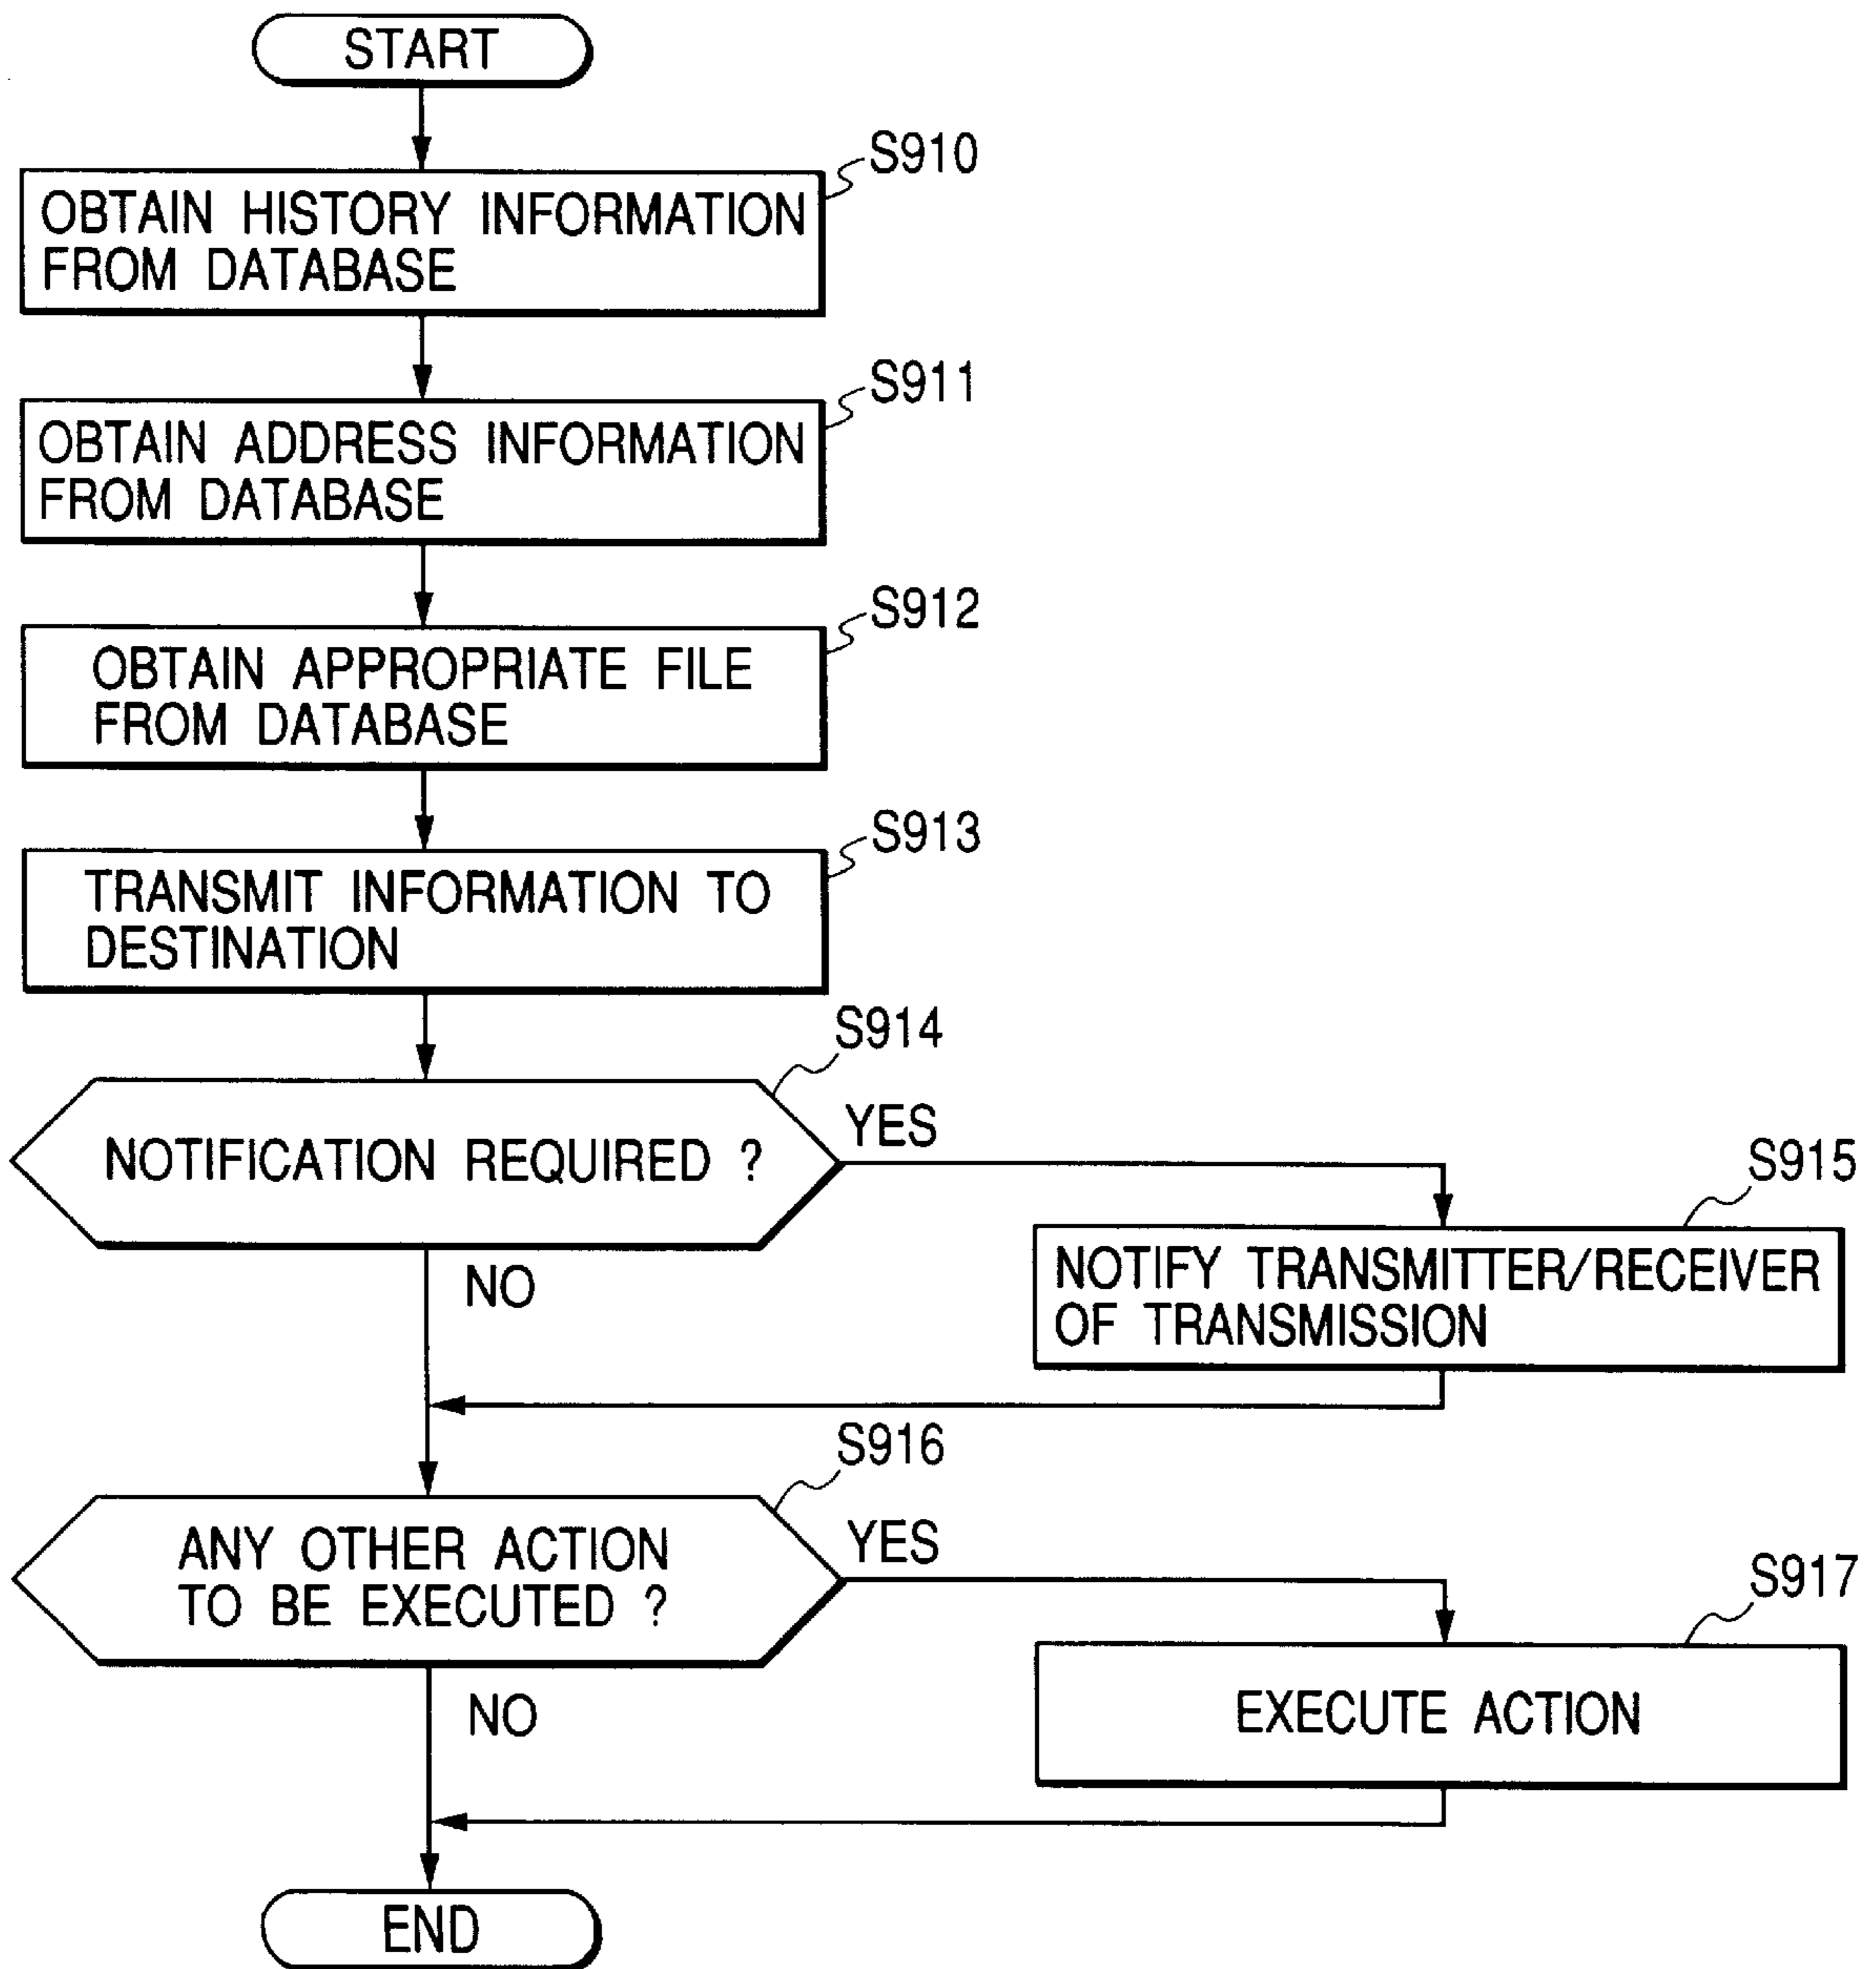 START
S910
OBTAIN HISTORY INFORMATION
FROM DATABASE
S911
OBTAIN ADDRESS INFORMATION
FROM DATABASE
S912
OBTAIN APPROPRIATE FILE
FROM DATABASE
S913
TRANSMIT INFORMATION TO
DESTINATION
S914
NOTIFICATION REQUIRED ?
YES
NO
S915
NOTIFY TRANSMITTER/RECEIVER
OF TRANSMISSION
S916
ANY OTHER ACTION
TO BE EXECUTED ?
YES
NO
S917
EXECUTE ACTION
END